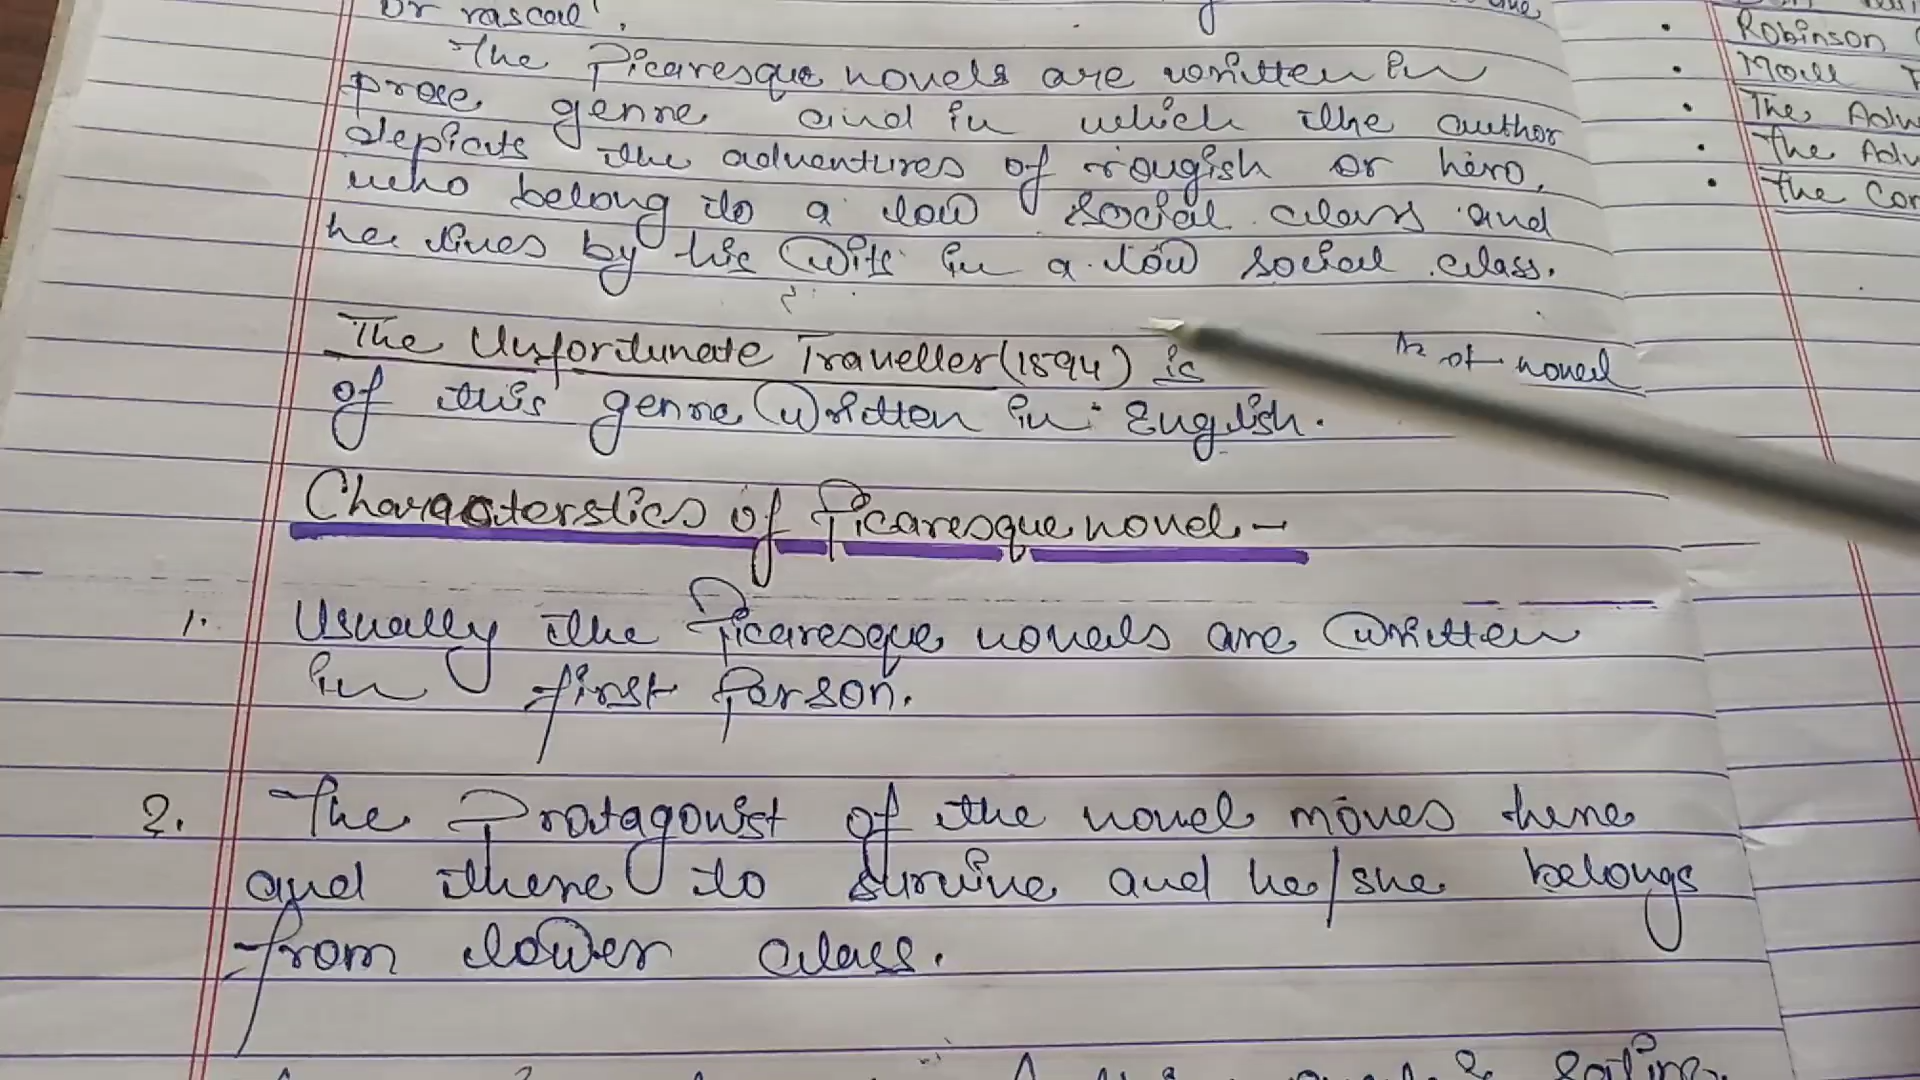 or rascal'.
The Picaresque novels are written in
prose genre and in which the author
depicts the adventures of rougish or hero,
who belong to a low social class and
he lives by his wits in a low social class.
The Unfortunate Traveller (1594) is of novel
of this genre written in English.
Characterstics of Picaresque novel -
1. Usually the Picaresque novels are written
in first person.
2. The Protagonist of the novel moves here
and there to survive and he/she belongs
from lower class.
• Robinson
• Moll
• The Adv
• The Adv
• The Con